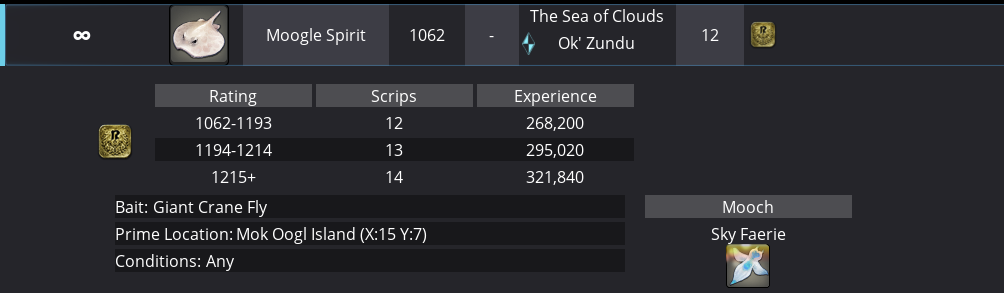 ∞ Moogle Spirit 1062 - The Sea of Clouds 12
Ok' Zundu
Rating Scrips Experience
1062-1193 12 268,200
1194-1214 13 295,020
1215+ 14 321,840
Bait: Giant Crane Fly
Prime Location: Mok Oogl Island (X:15 Y:7)
Conditions: Any
Mooch
Sky Faerie